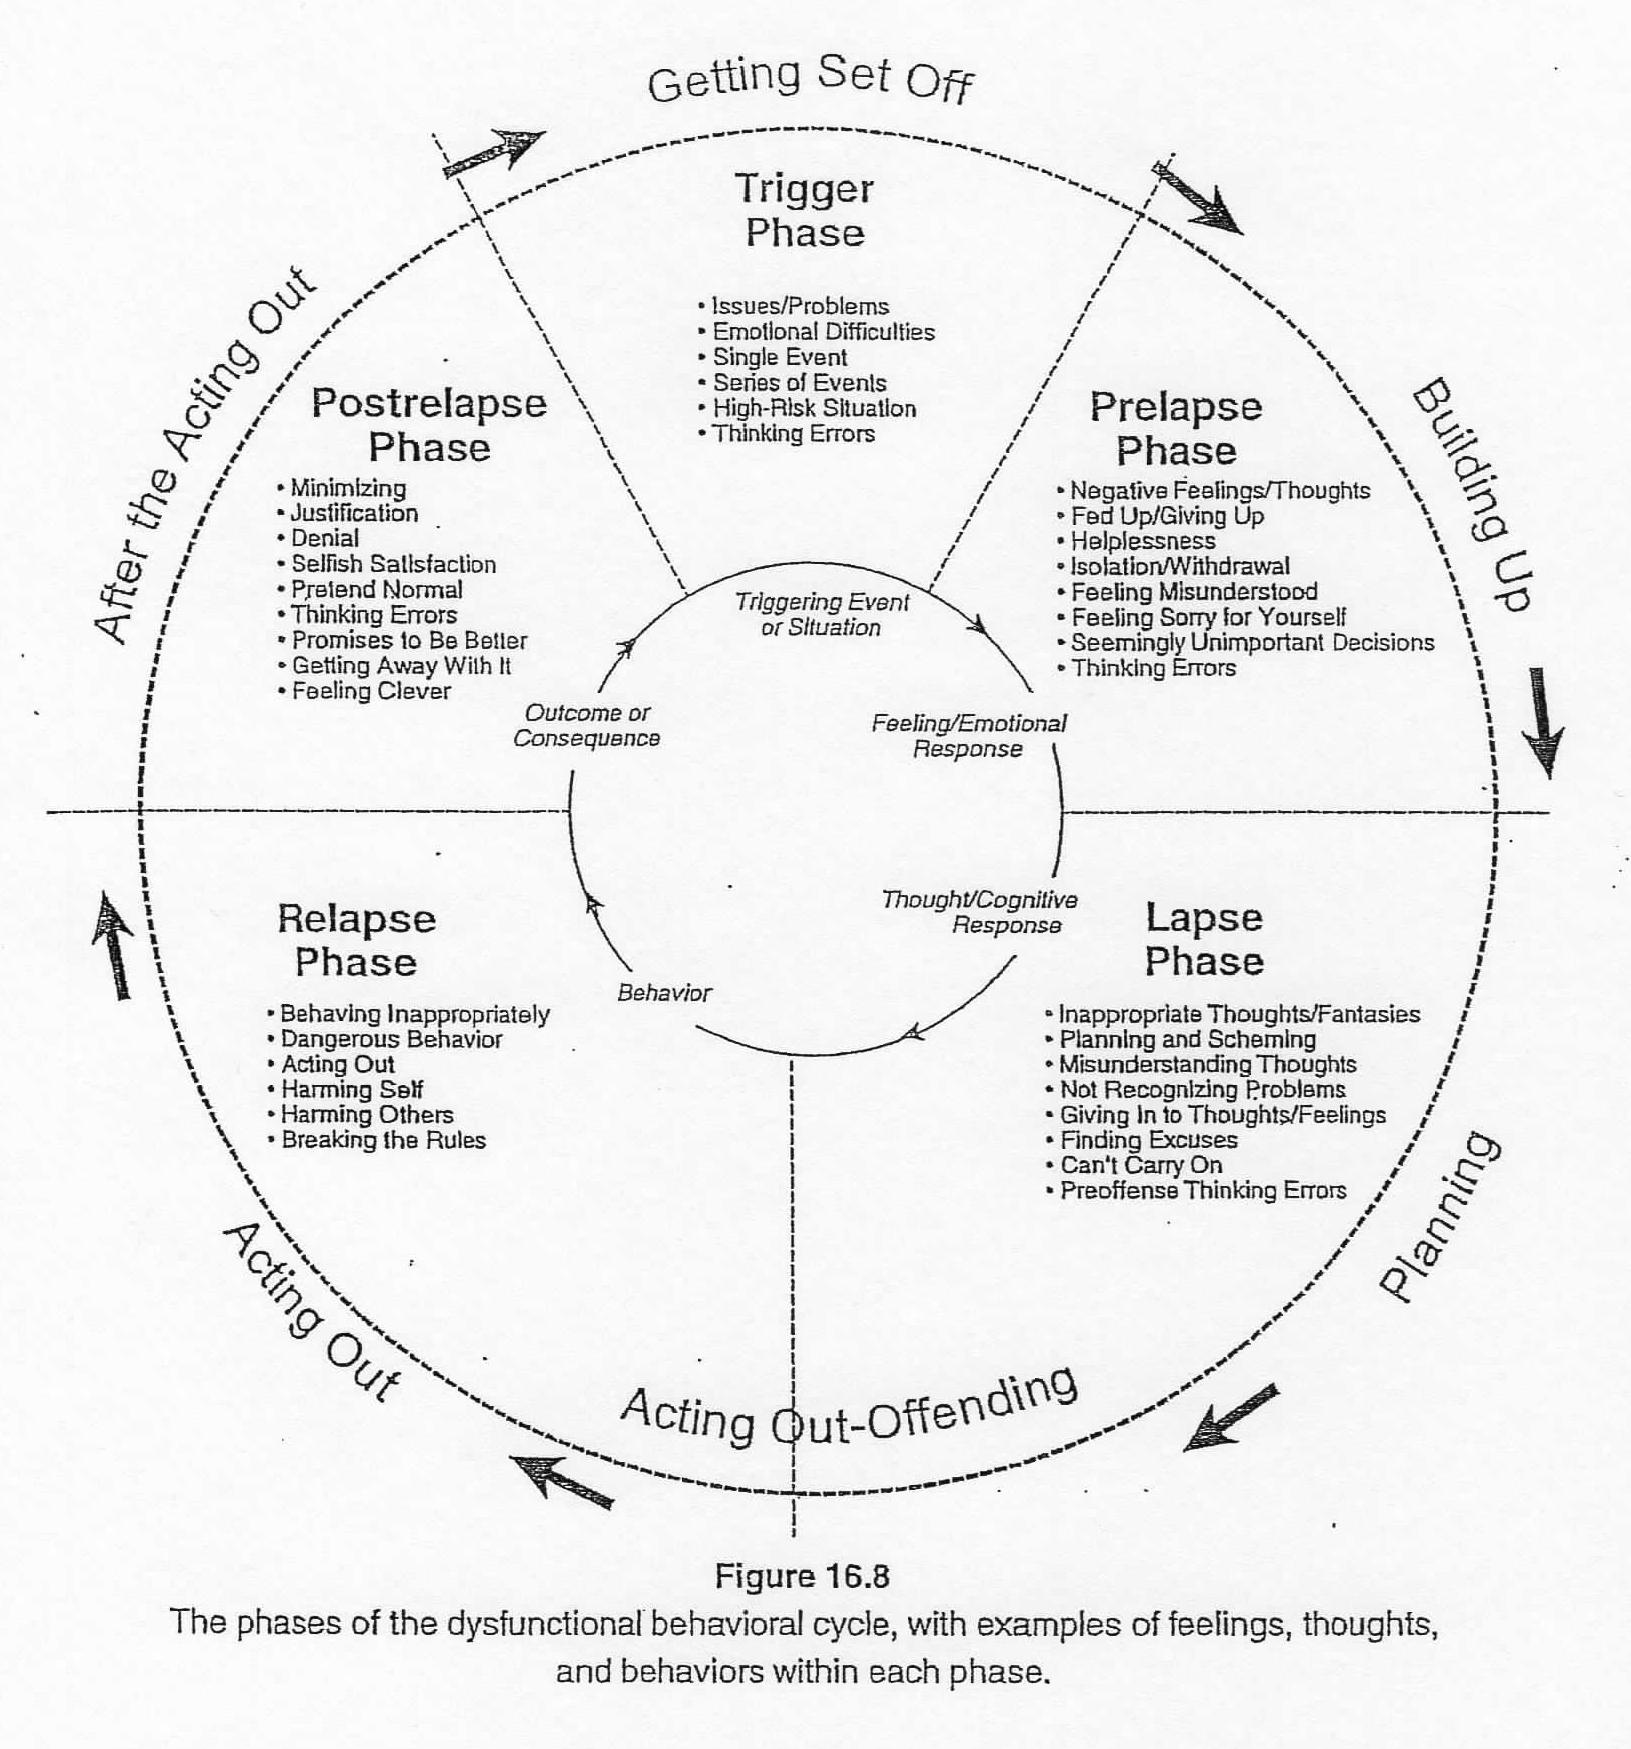 Getting Set Off
Trigger
Phase
• Issues/Problems
• Emotional Difficulties
• Single Event
• Series of Events
• High-Risk Situation
• Thinking Errors
Building Up
Prelapse
Phase
• Negative Feelings/Thoughts
• Fed Up/Giving Up
• Helplessness
• Isolation/Withdrawal
• Feeling Misunderstood
• Feeling Sorry for Yourself
• Seemingly Unimportant Decisions
• Thinking Errors
Planning
Lapse
Phase
• Inappropriate Thoughts/Fantasies
• Planning and Scheming
• Misunderstanding Thoughts
• Not Recognizing Problems
• Giving In to Thoughts/Feelings
• Finding Excuses
• Can't Carry On
• Preoffense Thinking Errors
Acting Out-Offending
Acting Out
Relapse
Phase
• Behaving Inappropriately
• Dangerous Behavior
• Acting Out
• Harming Self
• Harming Others
• Breaking the Rules
After the Acting Out
Postrelapse
Phase
• Minimizing
• Justification
• Denial
• Selfish Satisfaction
• Pretend Normal
• Thinking Errors
• Promises to Be Better
• Getting Away With It
• Feeling Clever
Triggering Event
or Situation
Feeling/Emotional
Response
Thought/Cognitive
Response
Behavior
Outcome or
Consequence
Figure 16.8
The phases of the dysfunctional behavioral cycle, with examples of feelings, thoughts,
and behaviors within each phase.